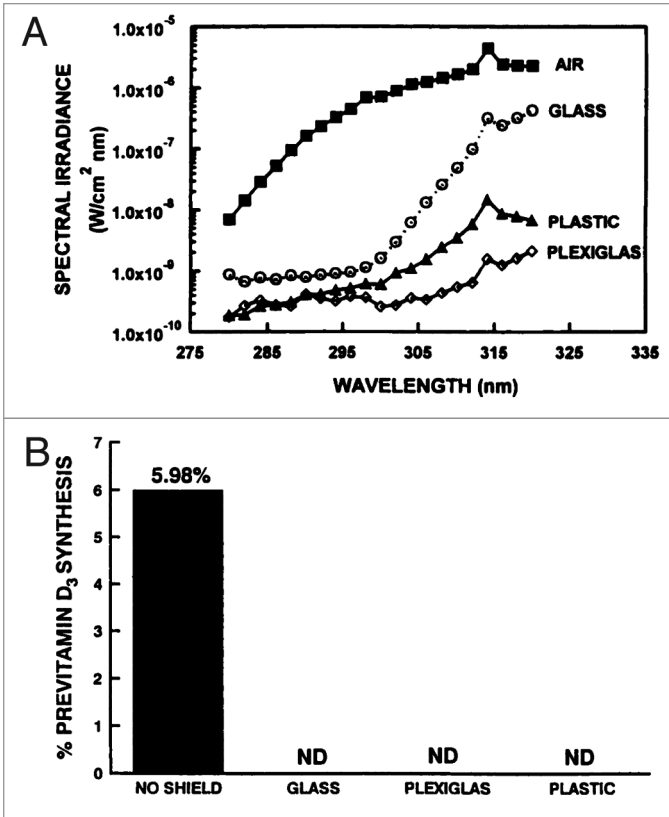 A
SPECTRAL IRRADIANCE
(W/cm² nm)
1.0x10⁻⁵
1.0x10⁻⁶
1.0x10⁻⁷
1.0x10⁻⁸
1.0x10⁻⁹
1.0x10⁻¹⁰
AIR
GLASS
PLASTIC
PLEXIGLAS
275 285 295 305 315 325 335
WAVELENGTH (nm)
B
% PREVITAMIN D₃ SYNTHESIS
7
6
5
4
3
2
1
0
5.98%
ND ND ND
NO SHIELD GLASS PLEXIGLAS PLASTIC